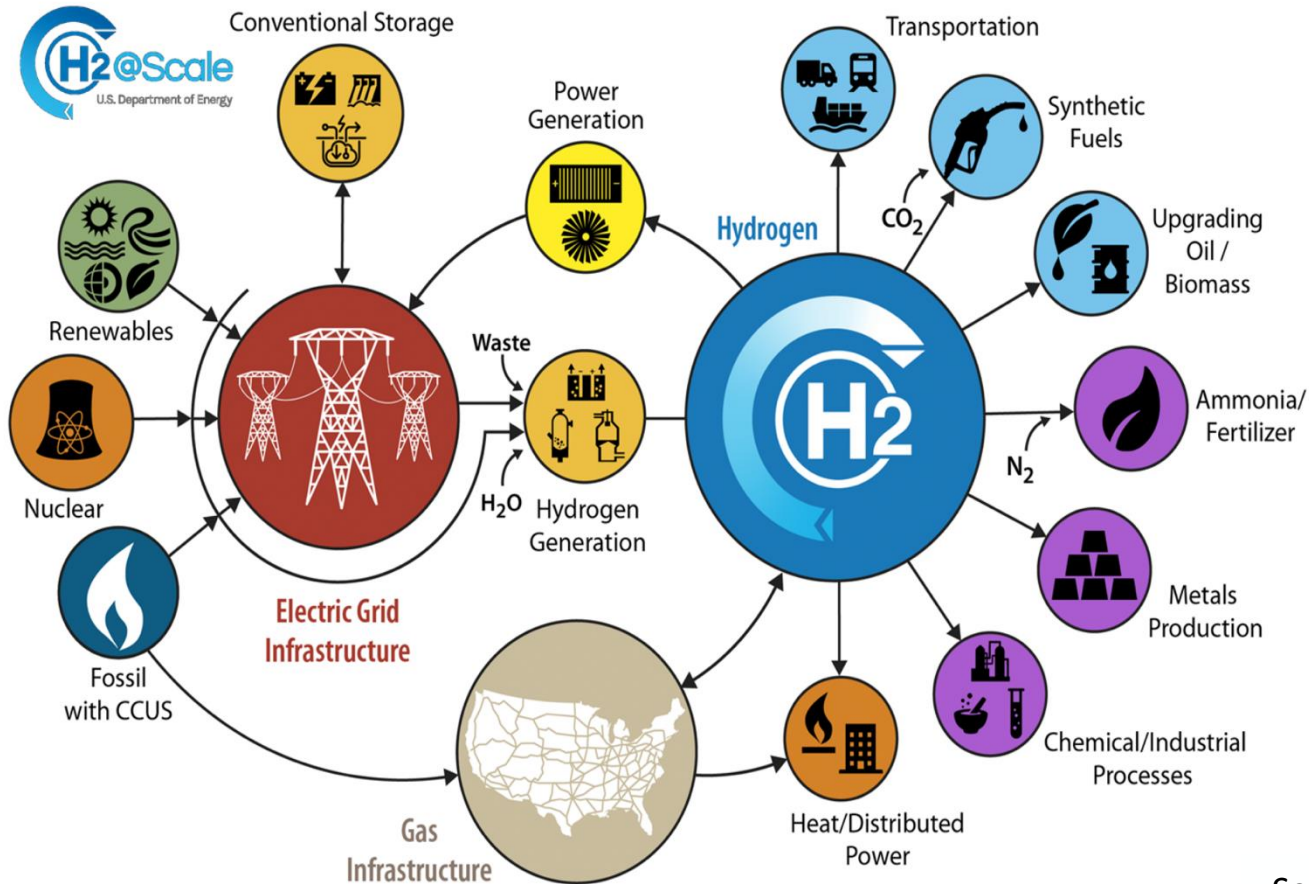 H2@Scale
U.S. Department of Energy
Conventional Storage
Power
Generation
Transportation
Synthetic
Fuels
CO2
Hydrogen
Upgrading
Oil /
Biomass
Renewables
Waste
H2
Ammonia/
Fertilizer
N2
Nuclear
H2O
Hydrogen
Generation
Electric Grid
Infrastructure
Metals
Production
Fossil
with CCUS
Chemical/Industrial
Processes
Gas
Infrastructure
Heat/Distributed
Power